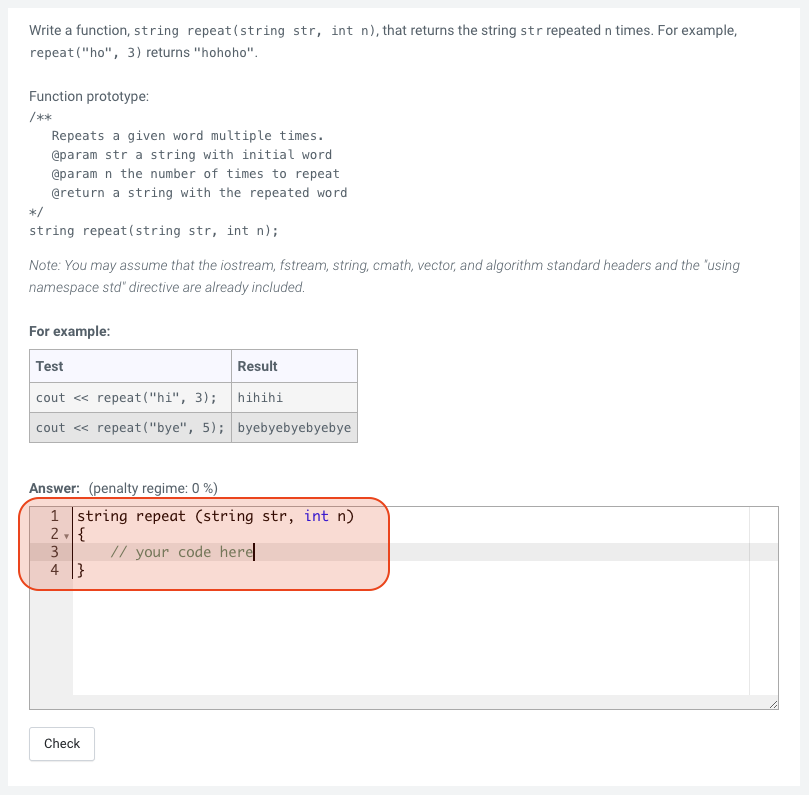 Write a function, string repeat(string str, int n), that returns the string str repeated n times. For example,
repeat("ho", 3) returns "hohoho".
Function prototype:
/**
   Repeats a given word multiple times.
   @param str a string with initial word
   @param n the number of times to repeat
   @return a string with the repeated word
*/
string repeat(string str, int n);
Note: You may assume that the iostream, fstream, string, cmath, vector, and algorithm standard headers and the "using
namespace std" directive are already included.
For example:
Test Result
cout << repeat("hi", 3); hihihi
cout << repeat("bye", 5); byebyebyebyebye
Answer: (penalty regime: 0 %)
1 string repeat (string str, int n)
2 {
3     // your code here
4 }
Check